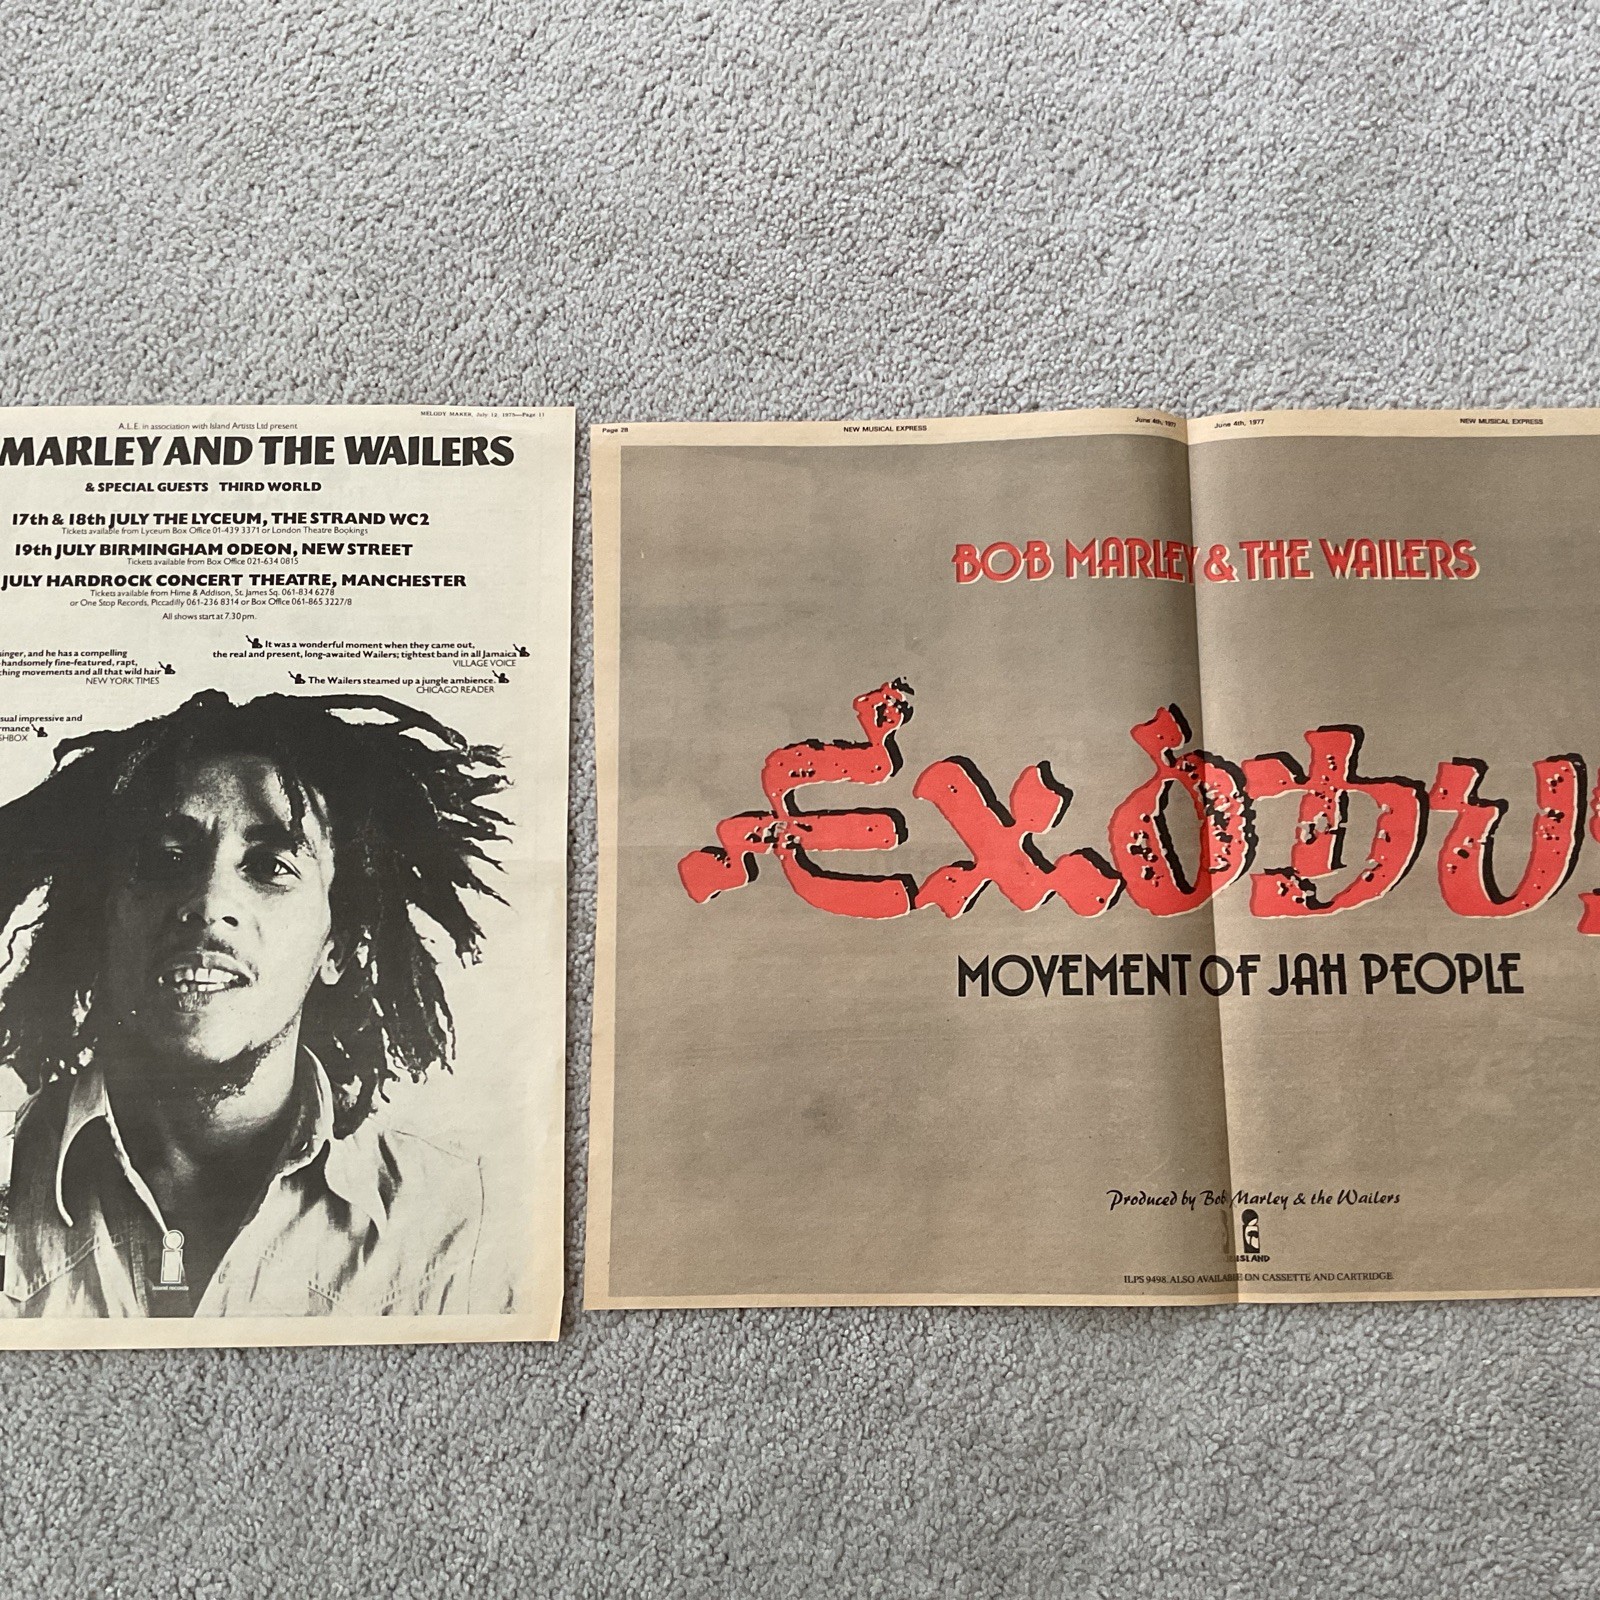 MELODY MAKER, July 12, 1975—Page 11
A.L.E. in association with Island Artists Ltd present
MARLEY AND THE WAILERS
& SPECIAL GUESTS THIRD WORLD
17th & 18th JULY THE LYCEUM, THE STRAND WC2
Tickets available from Lyceum Box Office 01-439 3371 or London Theatre Bookings
19th JULY BIRMINGHAM ODEON, NEW STREET
Tickets available from Box Office 021-634 0815
JULY HARDROCK CONCERT THEATRE, MANCHESTER
Tickets available from Hime & Addison, St. James Sq. 061-834 6278
or One Stop Records, Piccadilly 061-236 8314 or Box Office 061-865 3227/8
All shows start at 7.30pm.
inger, and he has a compelling
handsomely fine-featured, rapt,
ching movements and all that wild hair
NEW YORK TIMES
It was a wonderful moment when they came out,
the real and present, long-awaited Wailers; tightest band in all Jamaica
VILLAGE VOICE
The Wailers steamed up a jungle ambience.
CHICAGO READER
sual impressive and
rmance
SHBOX
island records
Page 28
NEW MUSICAL EXPRESS
June 4th, 1977
June 4th, 1977
NEW MUSICAL EXPRESS
BOB MARLEY & THE WAILERS
Exodus
MOVEMENT OF JAH PEOPLE
Produced by Bob Marley & the Wailers
ISLAND
ILPS 9498. ALSO AVAILABLE ON CASSETTE AND CARTRIDGE